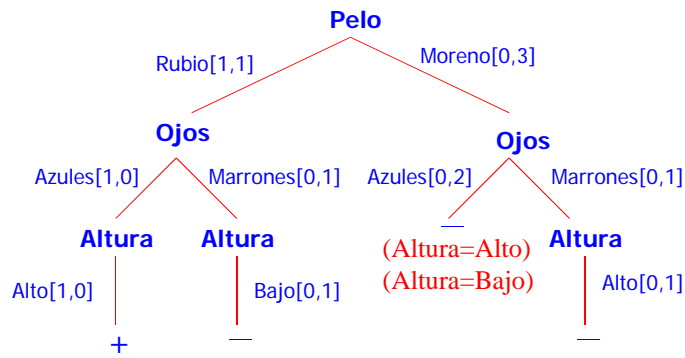 Pelo
Rubio[1,1]
Moreno[0,3]
Ojos
Ojos
Azules[1,0]
Marrones[0,1]
Azules[0,2]
Marrones[0,1]
Altura
Altura
—
Altura
(Altura=Alto)
(Altura=Bajo)
Alto[1,0]
Bajo[0,1]
Alto[0,1]
+
—
—